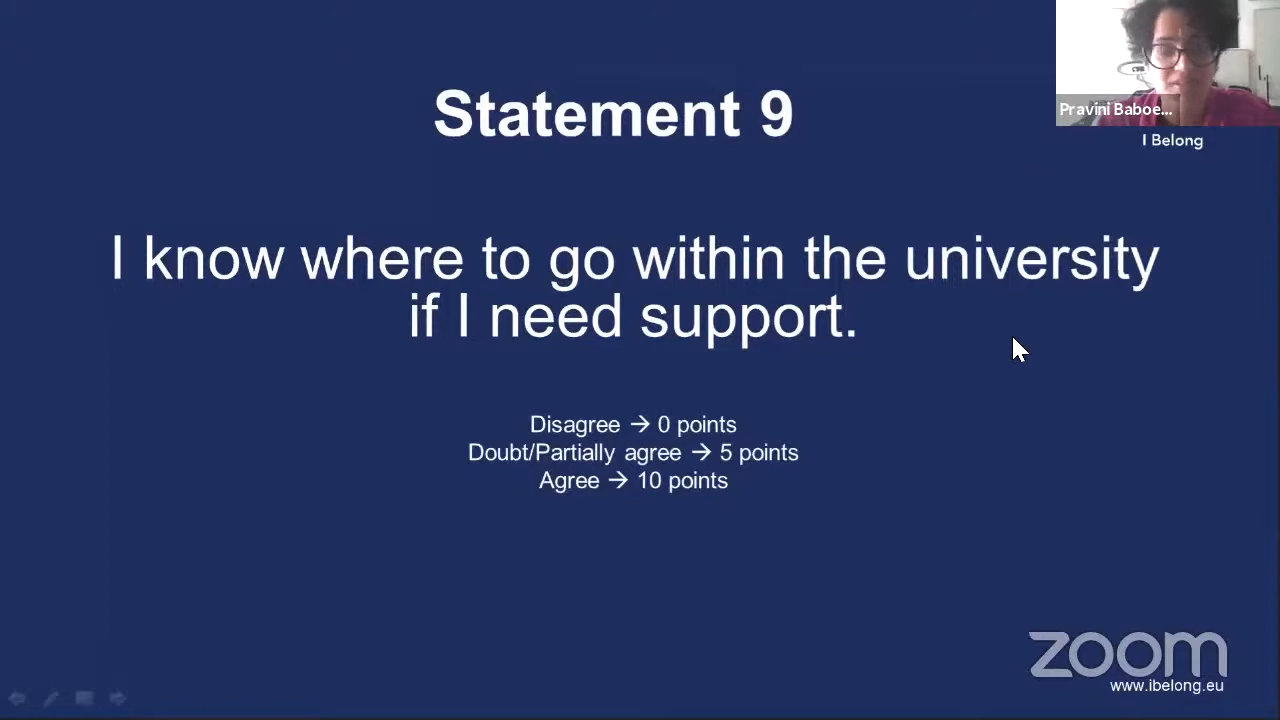 Statement 9
Pravini Baboe...
I Belong
I know where to go within the university
if I need support.
Disagree → 0 points
Doubt/Partially agree → 5 points
Agree → 10 points
zoom
www.ibelong.eu